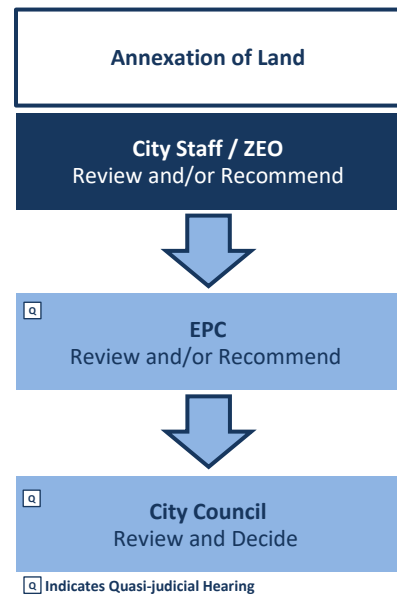 Annexation of Land
City Staff / ZEO
Review and/or Recommend
Q
EPC
Review and/or Recommend
Q
City Council
Review and Decide
Q Indicates Quasi-judicial Hearing